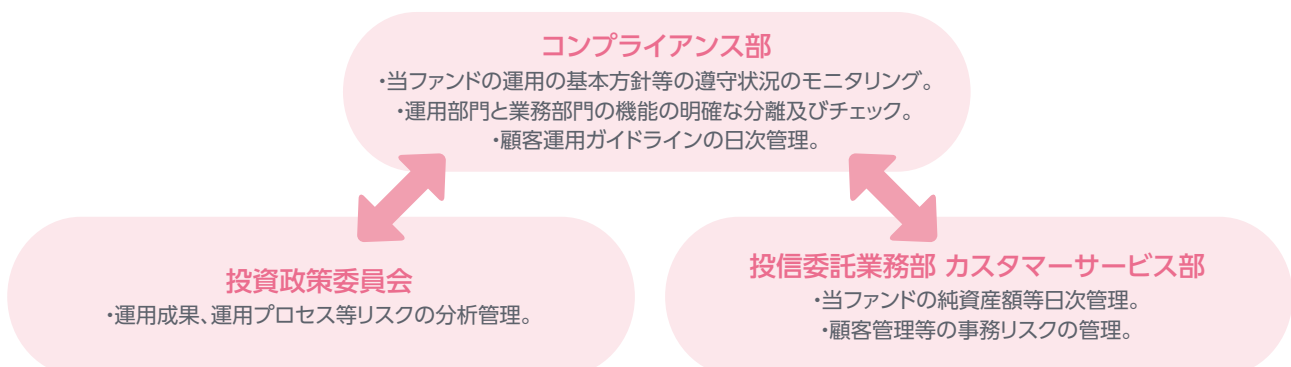 コンプライアンス部
・当ファンドの運用の基本方針等の遵守状況のモニタリング。
・運用部門と業務部門の機能の明確な分離及びチェック。
・顧客運用ガイドラインの日次管理。
投資政策委員会
・運用成果、運用プロセス等リスクの分析管理。
投信委託業務部 カスタマーサービス部
・当ファンドの純資産額等日次管理。
・顧客管理等の事務リスクの管理。